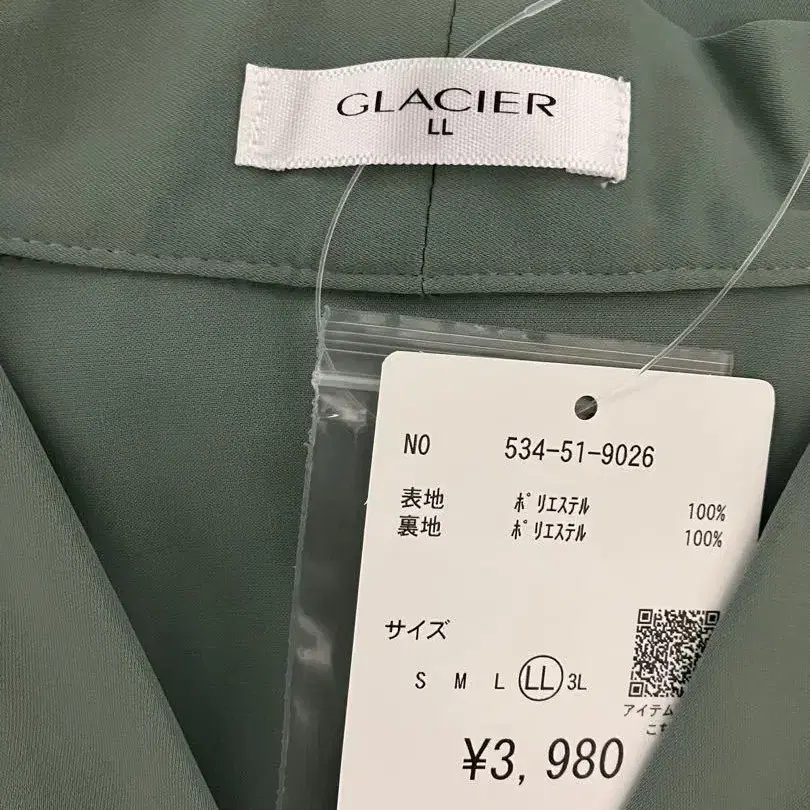 GLACIER
LL
NO 534-51-9026
表地 ポリエステル 100%
裏地 ポリエステル 100%
サイズ
S M L LL 3L
アイテム
¥3,980